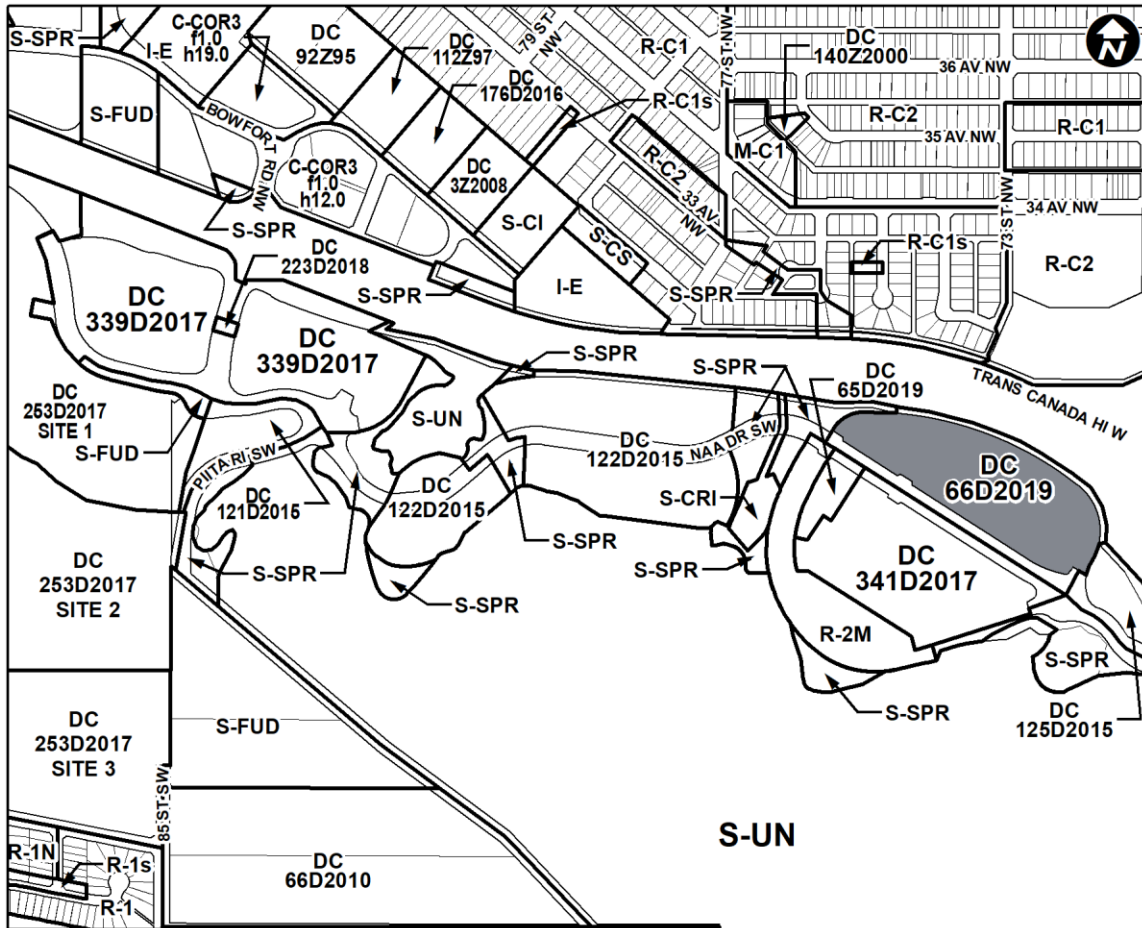 S-SPR
I-E
C-COR3
f1.0
h19.0
DC
92Z95
DC
112Z97
DC
176D2016
79 ST
NW
R-C1
77 ST NW
DC
140Z2000
36 AV NW
N
S-FUD
BOWFORT RD NW
R-C1s
R-C2
35 AV NW
R-C1
M-C1
C-COR3
f1.0
h12.0
DC
3Z2008
R-C2
33 AV
NW
34 AV NW
S-SPR
S-CI
S-CS
73 ST NW
R-C1s
R-C2
DC
223D2018
S-SPR
I-E
S-SPR
DC
339D2017
DC
339D2017
S-SPR
S-SPR
TRANS CANADA HI W
DC
65D2019
DC
253D2017
SITE 1
S-FUD
S-UN
DC
122D2015
NAA DR SW
DC
66D2019
PIITA RI SW
DC
121D2015
DC
122D2015
S-CRI
S-SPR
S-SPR
S-SPR
DC
341D2017
DC
253D2017
SITE 2
S-SPR
R-2M
S-SPR
DC
253D2017
SITE 3
S-FUD
S-SPR
DC
125D2015
85 ST SW
S-UN
R-1N
R-1s
R-1
DC
66D2010